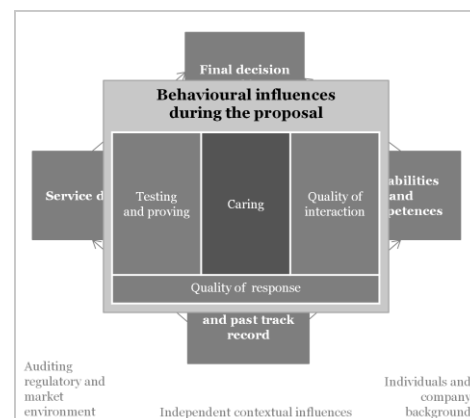 Final decision
Behavioural influences
during the proposal
Service d
Testing
and proving
Caring
Quality of
interaction
abilities
and
petences
Quality of response
and past track
record
Auditing
regulatory and
market
environment
Independent contextual influences
Individuals and
company
background